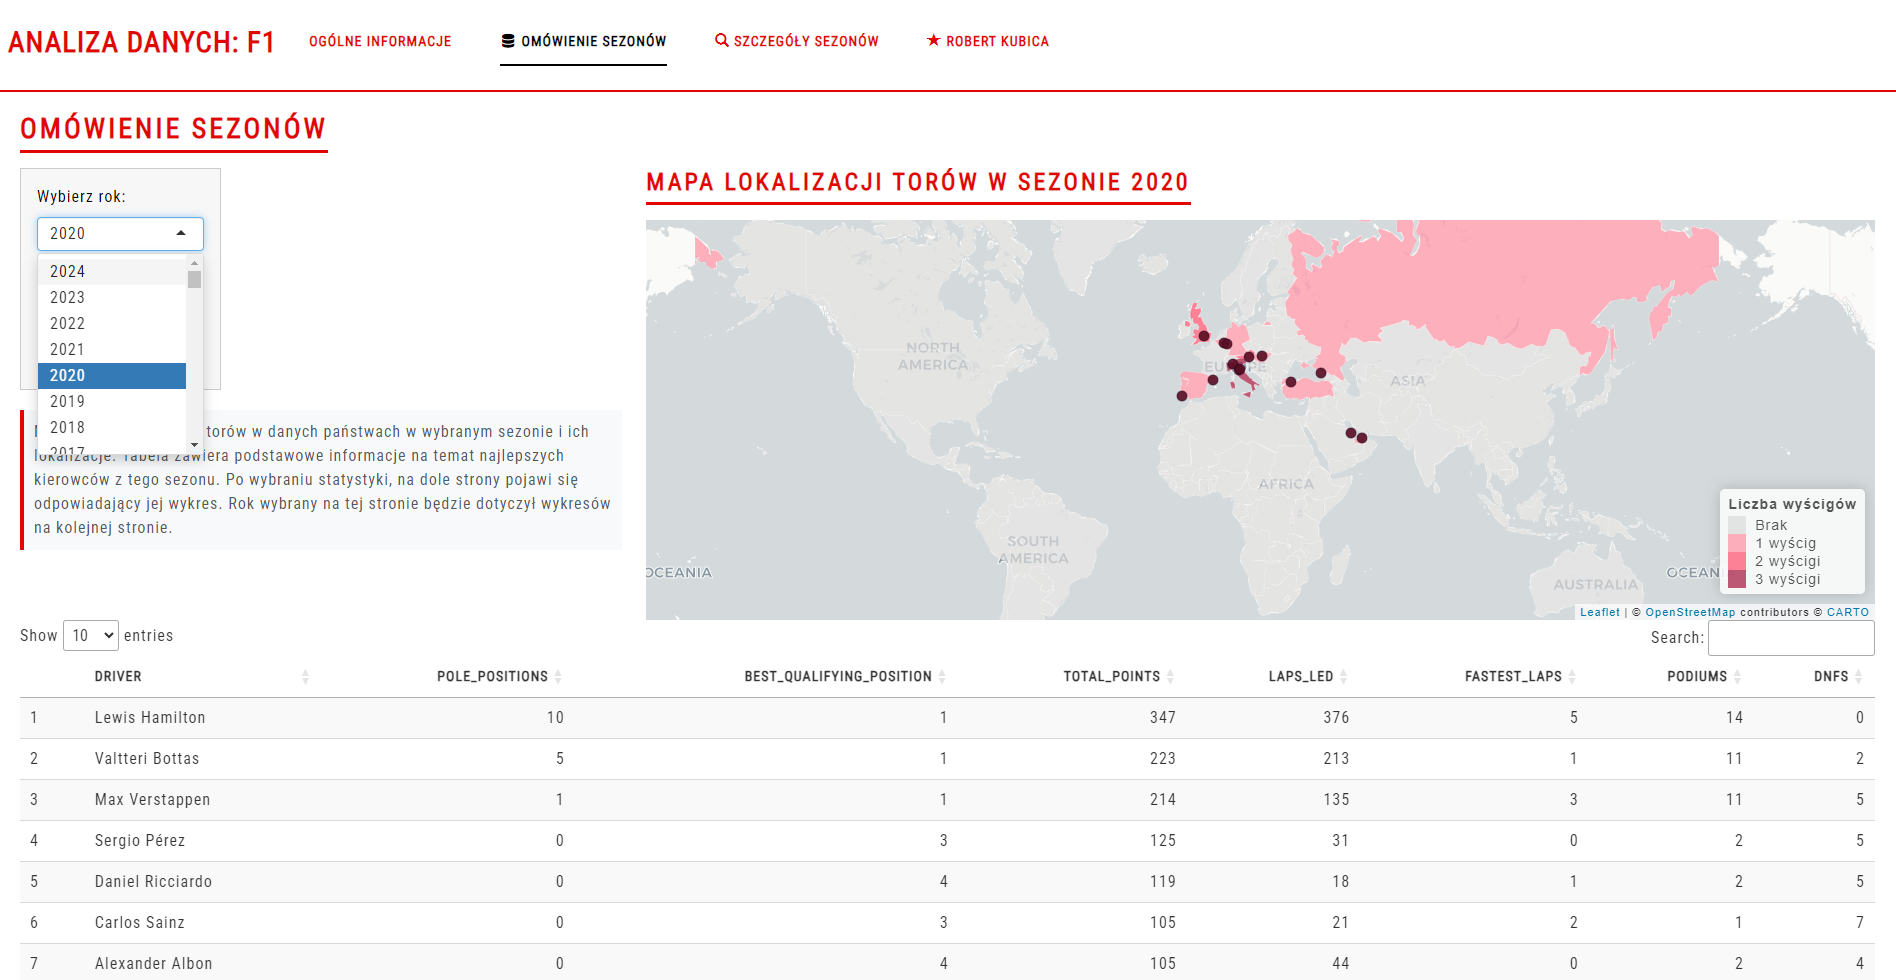 ANALIZA DANYCH: F1
OGÓLNE INFORMACJE
OMÓWIENIE SEZONÓW
SZCZEGÓŁY SEZONÓW
ROBERT KUBICA
OMÓWIENIE SEZONÓW
Wybierz rok:
2020
2024
2023
2022
2021
2020
2019
2018
2017
torów w danych państwach w wybranym sezonie i ich
lokalizacje. Tabela zawiera podstawowe informacje na temat najlepszych
kierowców z tego sezonu. Po wybraniu statystyki, na dole strony pojawi się
odpowiadający jej wykres. Rok wybrany na tej stronie będzie dotyczył wykresów
na kolejnej stronie.
MAPA LOKALIZACJI TORÓW W SEZONIE 2020
NORTH
AMERICA
EUROPE
ASIA
AFRICA
SOUTH
AMERICA
OCEANIA
AUSTRALIA
Liczba wyścigów
Brak
1 wyścig
2 wyścigi
3 wyścigi
Leaflet | © OpenStreetMap contributors © CARTO
Show 10 entries
Search:
DRIVER POLE_POSITIONS BEST_QUALIFYING_POSITION TOTAL_POINTS LAPS_LED FASTEST_LAPS PODIUMS DNFS
1 Lewis Hamilton 10 1 347 376 5 14 0
2 Valtteri Bottas 5 1 223 213 1 11 2
3 Max Verstappen 1 1 214 135 3 11 5
4 Sergio Pérez 0 3 125 31 0 2 5
5 Daniel Ricciardo 0 4 119 18 1 2 5
6 Carlos Sainz 0 3 105 21 2 1 7
7 Alexander Albon 0 4 105 44 0 2 4